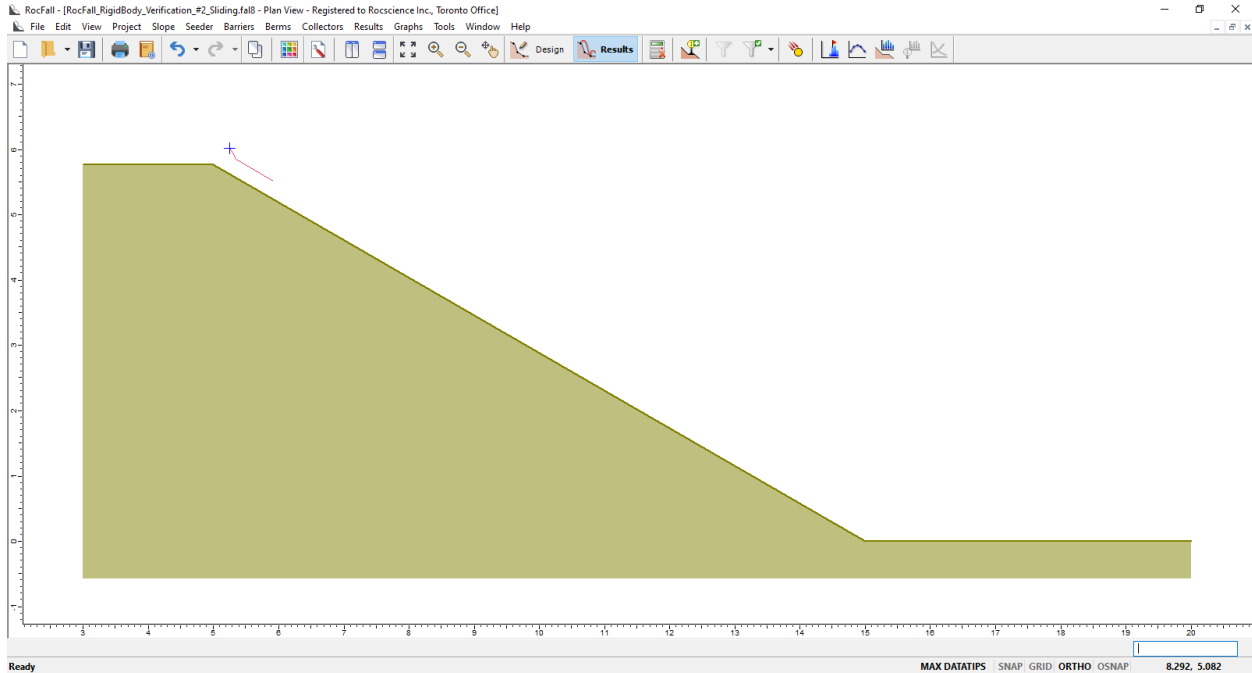 RocFall - [RocFall_RigidBody_Verification_#2_Sliding.fal8 - Plan View - Registered to Rocscience Inc., Toronto Office]
File Edit View Project Slope Seeder Barriers Berms Collectors Results Graphs Tools Window Help
Design Results
7
6
5
4
3
2
1
0
-1
3 4 5 6 7 8 9 10 11 12 13 14 15 16 17 18 19 20
Ready MAX DATATIPS SNAP GRID ORTHO OSNAP 8.292, 5.082